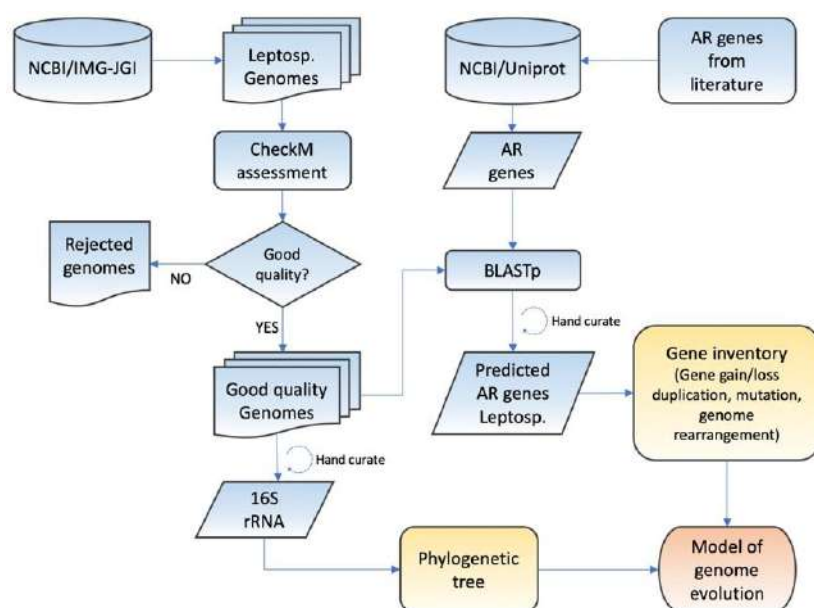 NCBI/IMG-JGI
Leptosp.
Genomes
NCBI/Uniprot
AR genes
from
literature
CheckM
assessment
AR
genes
Rejected
genomes
NO
Good
quality?
BLASTp
YES
Hand curate
Good quality
Genomes
Predicted
AR genes
Leptosp.
Gene inventory
(Gene gain/loss
duplication, mutation,
genome
rearrangement)
Hand curate
16S
rRNA
Phylogenetic
tree
Model of
genome
evolution